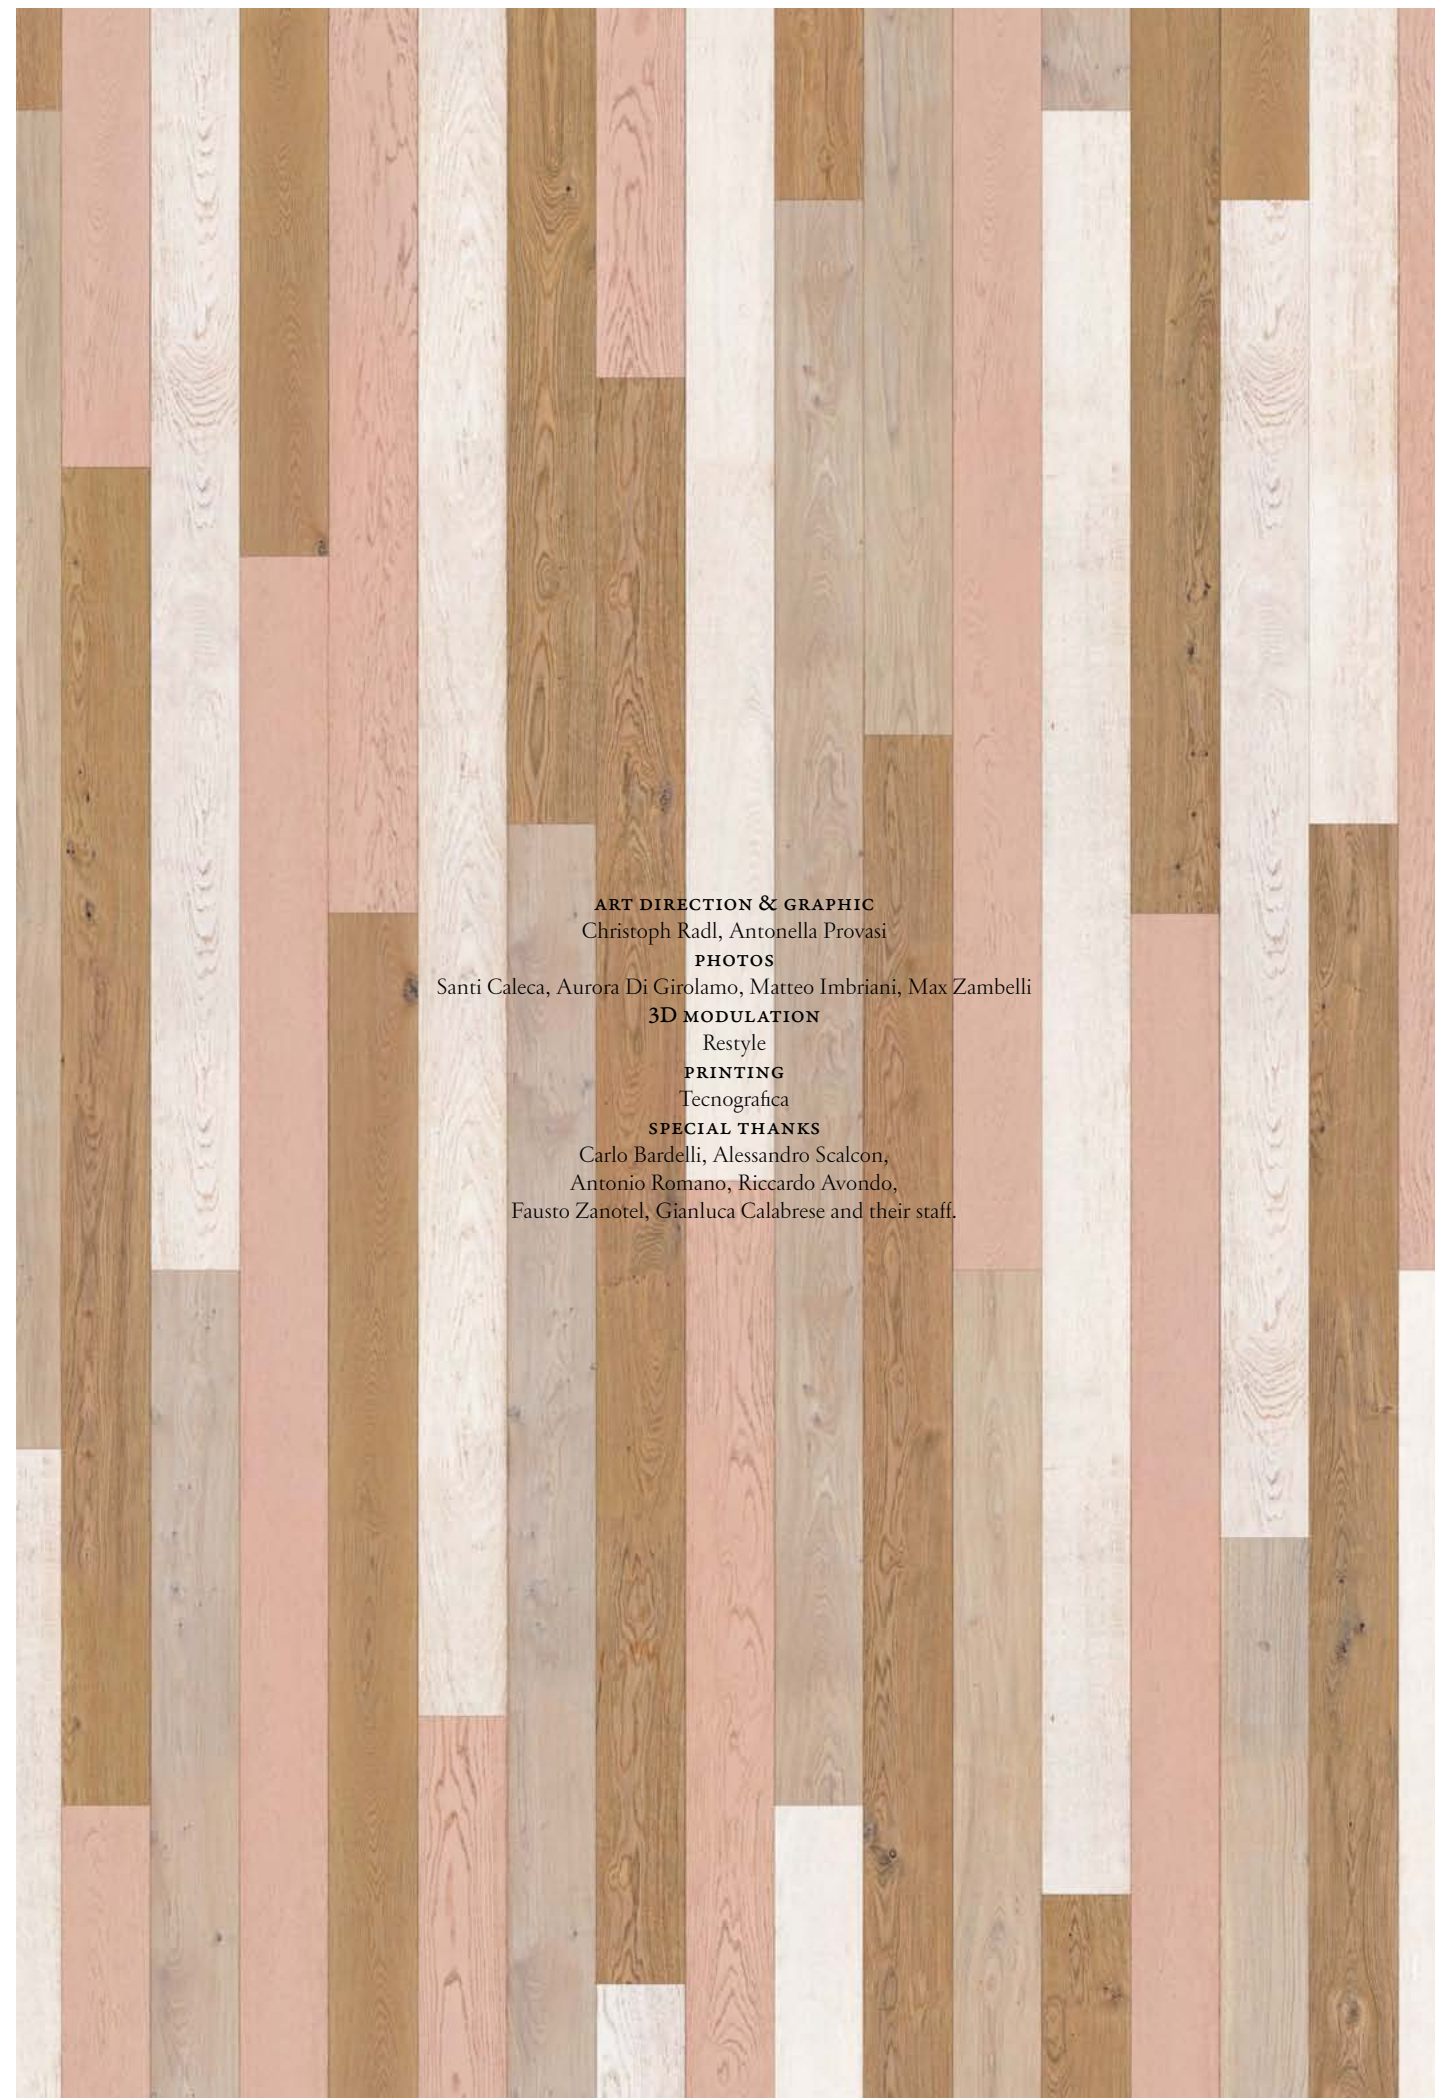 ART DIRECTION & GRAPHIC
Christoph Radl, Antonella Provasi
PHOTOS
Santi Caleca, Aurora Di Girolamo, Matteo Imbriani, Max Zambelli
3D MODULATION
Restyle
PRINTING
Tecnografica
SPECIAL THANKS
Carlo Bardelli, Alessandro Scalcon,
Antonio Romano, Riccardo Avondo,
Fausto Zanotel, Gianluca Calabrese and their staff.